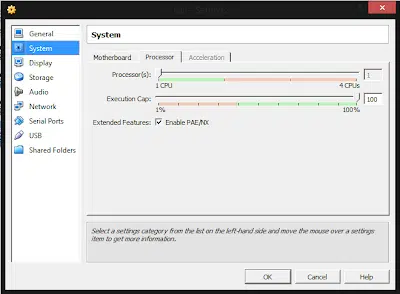 General
System
Display
Storage
Audio
Network
Serial Ports
USB
Shared Folders
System
Motherboard Processor Acceleration
Processor(s): 1
1 CPU 4 CPUs
Execution Cap: 100
1% 100%
Extended Features: Enable PAE/NX
Select a settings category from the list on the left-hand side and move the mouse over a settings
item to get more information.
OK Cancel Help